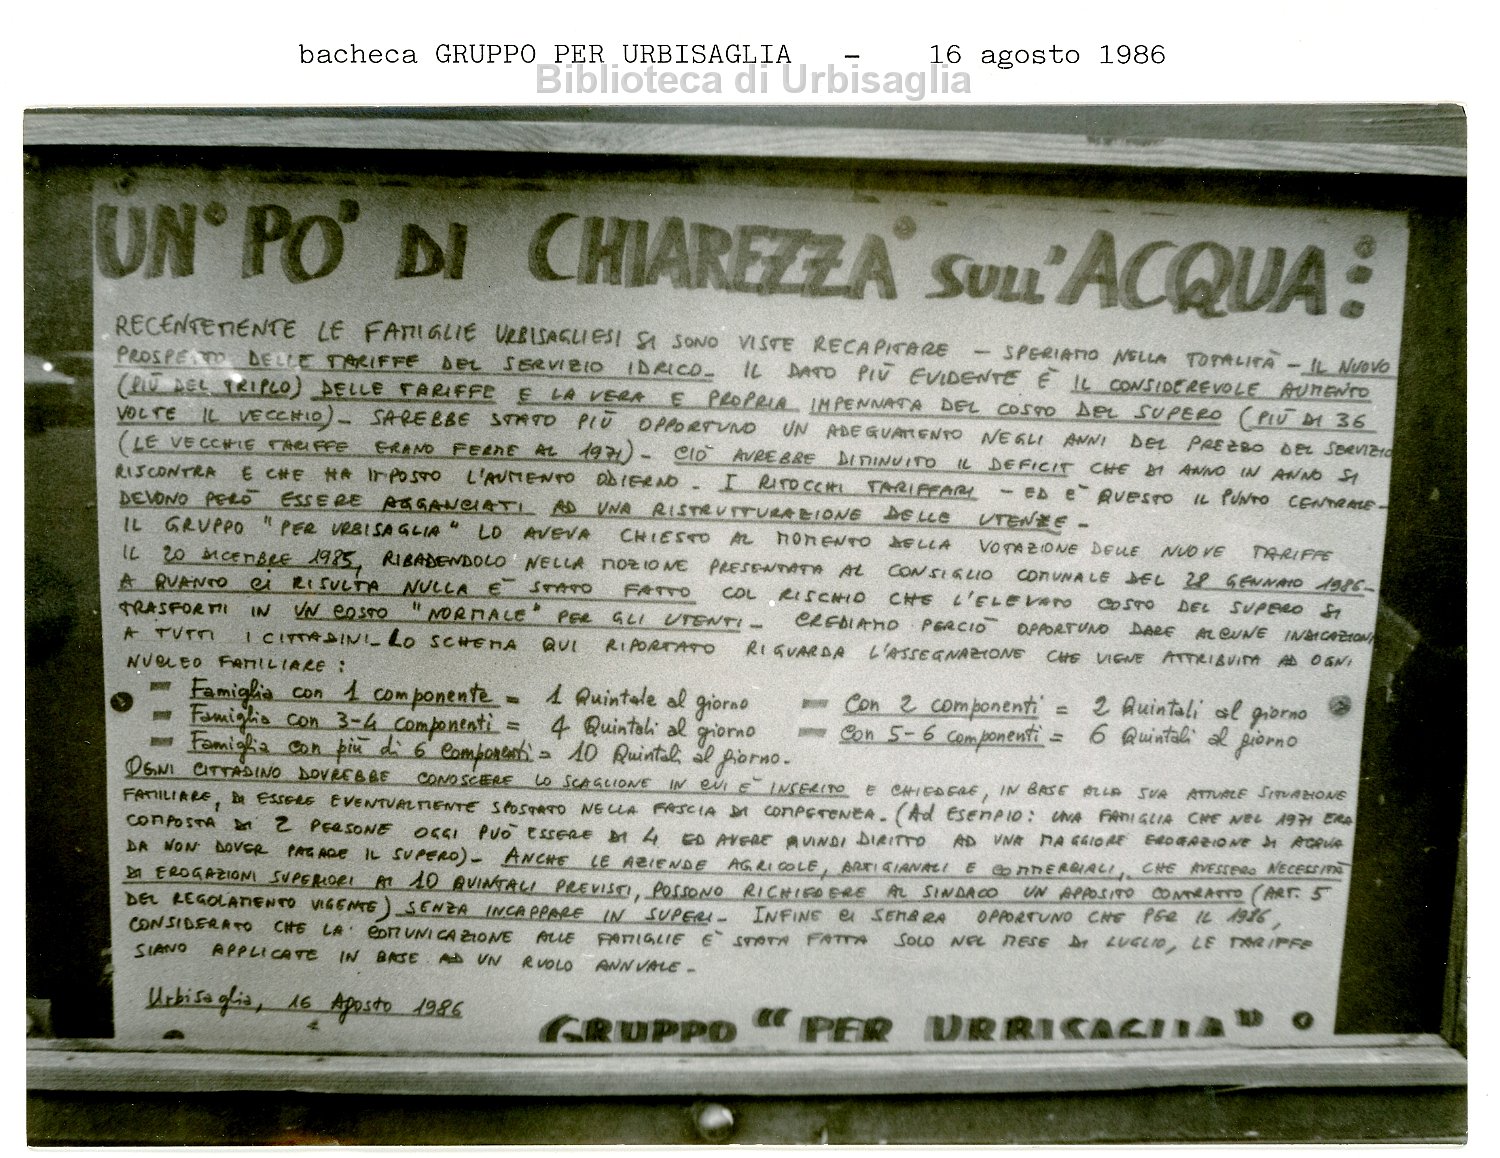 bacheca GRUPPO PER URBISAGLIA - 16 agosto 1986
Biblioteca di Urbisaglia
UN PO' DI CHIAREZZA SULL'ACQUA:
RECENTEMENTE LE FAMIGLIE URBISAGLIESI SI SONO VISTE RECAPITARE - SPERIAMO NELLA TOTALITÀ - IL NUOVO
PROSPETTO DELLE TARIFFE DEL SERVIZIO IDRICO. IL DATO PIÙ EVIDENTE È IL CONSIDEREVOLE AUMENTO
(PIÙ DEL TRIPLO) DELLE TARIFFE E LA VERA E PROPRIA IMPENNATA DEL COSTO DEL SUPERO (PIÙ DI 36
VOLTE IL VECCHIO)- SAREBBE STATO PIÙ OPPORTUNO UN ADEGUAMENTO NEGLI ANNI DEL PREZZO DEL SERVIZIO
(LE VECCHIE TARIFFE ERANO FERME AL 1971)- CIÒ AVREBBE DIMINUITO IL DEFICIT CHE DI ANNO IN ANNO SI
RISCONTRA E CHE HA IMPOSTO L'AUMENTO ODIERNO - I RITOCCHI TARIFFARI - ED È QUESTO IL PUNTO CENTRALE -
DEVONO PERÒ ESSERE AGGANCIATI AD UNA RISTRUTTURAZIONE DELLE UTENZE -
IL GRUPPO "PER URBISAGLIA" LO AVEVA CHIESTO AL MOMENTO DELLA VOTAZIONE DELLE NUOVE TARIFFE
IL 20 DICEMBRE 1985, RIBADENDOLO NELLA MOZIONE PRESENTATA AL CONSIGLIO COMUNALE DEL 28 GENNAIO 1986-
A QUANTO CI RISULTA NULLA È STATO FATTO COL RISCHIO CHE L'ELEVATO COSTO DEL SUPERO SI
TRASFORMI IN UN COSTO "NORMALE" PER GLI UTENTI - CREDIAMO PERCIÒ OPPORTUNO DARE ALCUNE INDICAZIONI
A TUTTI I CITTADINI - LO SCHEMA QUI RIPORTATO RIGUARDA L'ASSEGNAZIONE CHE VIENE ATTRIBUITA AD OGNI
NUCLEO FAMILIARE:
- Famiglia con 1 componente = 1 Quintale al giorno - Con 2 componenti = 2 Quintali al giorno
- Famiglia con 3-4 componenti = 4 Quintali al giorno - Con 5-6 componenti = 6 Quintali al giorno
- Famiglia con più di 6 componenti = 10 Quintali al giorno.
OGNI CITTADINO DOVREBBE CONOSCERE LO SCAGLIONE IN CUI È INSERITO E CHIEDERE, IN BASE ALLA SUA ATTUALE SITUAZIONE
FAMILIARE, DI ESSERE EVENTUALMENTE SPOSTATO NELLA FASCIA DI COMPETENZA. (Ad ESEMPIO: UNA FAMIGLIA CHE NEL 1971 ERA
COMPOSTA DI 2 PERSONE OGGI PUÒ ESSERE DI 4 ED AVERE QUINDI DIRITTO AD UNA MAGGIORE EROGAZIONE DI ACQUA
DA NON DOVER PAGARE IL SUPERO)- ANCHE LE AZIENDE AGRICOLE, ARTIGIANALI E COMMERCIALI, CHE AVESSERO NECESSITÀ
DI EROGAZIONI SUPERIORI AI 10 QUINTALI PREVISTI, POSSONO RICHIEDERE AL SINDACO UN APPOSITO CONTRATTO (ART. 5
DEL REGOLAMENTO VIGENTE) SENZA INCAPPARE IN SUPERI- INFINE CI SEMBRA OPPORTUNO CHE PER IL 1986,
CONSIDERATO CHE LA COMUNICAZIONE ALLE FAMIGLIE È STATA FATTA SOLO NEL MESE DI LUGLIO, LE TARIFFE
SIANO APPLICATE IN BASE AD UN RUOLO ANNUALE -
Urbisaglia, 16 Agosto 1986
GRUPPO "PER URBISAGLIA"